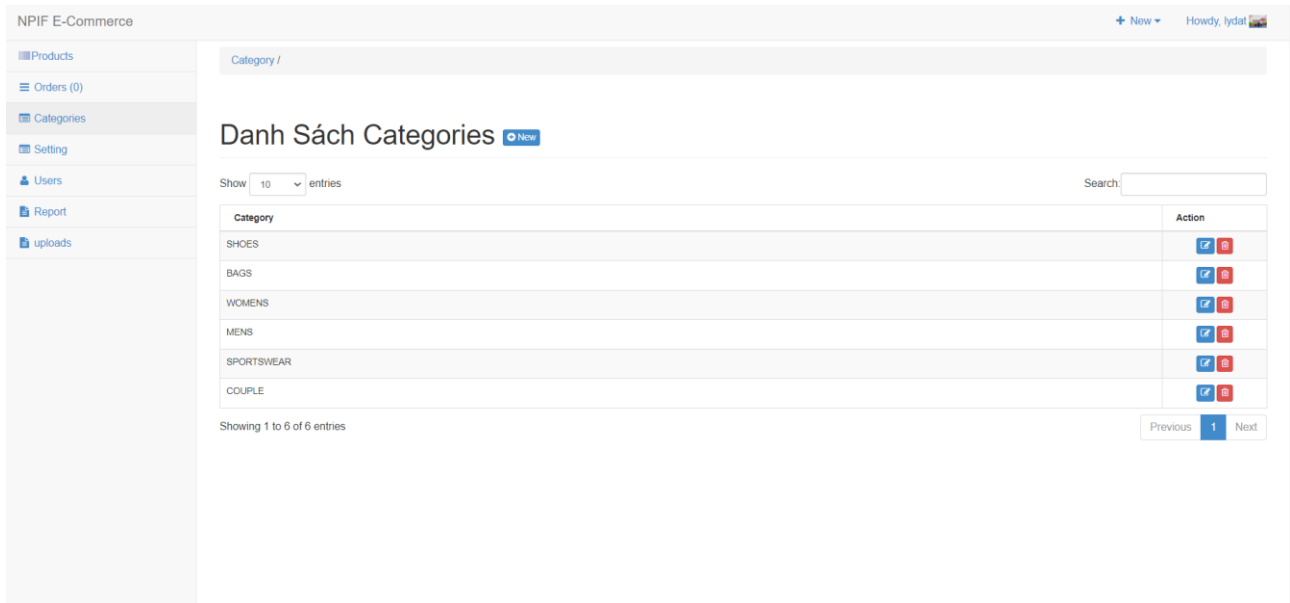 NPIF E-Commerce
New
Howdy, lydat
Products
Orders (0)
Categories
Setting
Users
Report
uploads
Category /
Danh Sách Categories New
Show 10 entries
Search:
Category Action
SHOES
BAGS
WOMENS
MENS
SPORTSWEAR
COUPLE
Showing 1 to 6 of 6 entries
Previous 1 Next